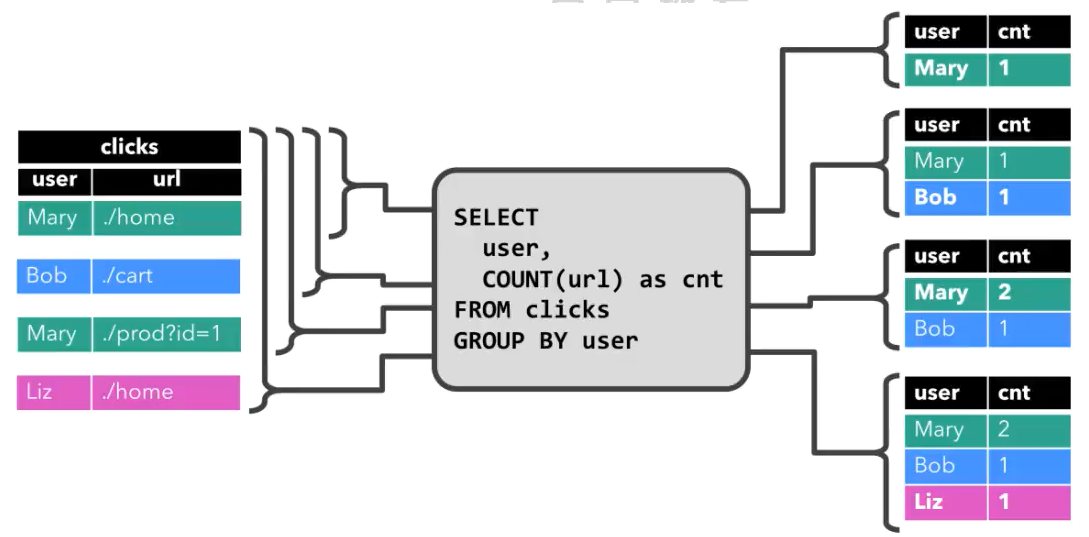 clicks
user url
Mary ./home
Bob ./cart
Mary ./prod?id=1
Liz ./home
SELECT
user,
COUNT(url) as cnt
FROM clicks
GROUP BY user
user cnt
Mary 1
user cnt
Mary 1
Bob 1
user cnt
Mary 2
Bob 1
user cnt
Mary 2
Bob 1
Liz 1